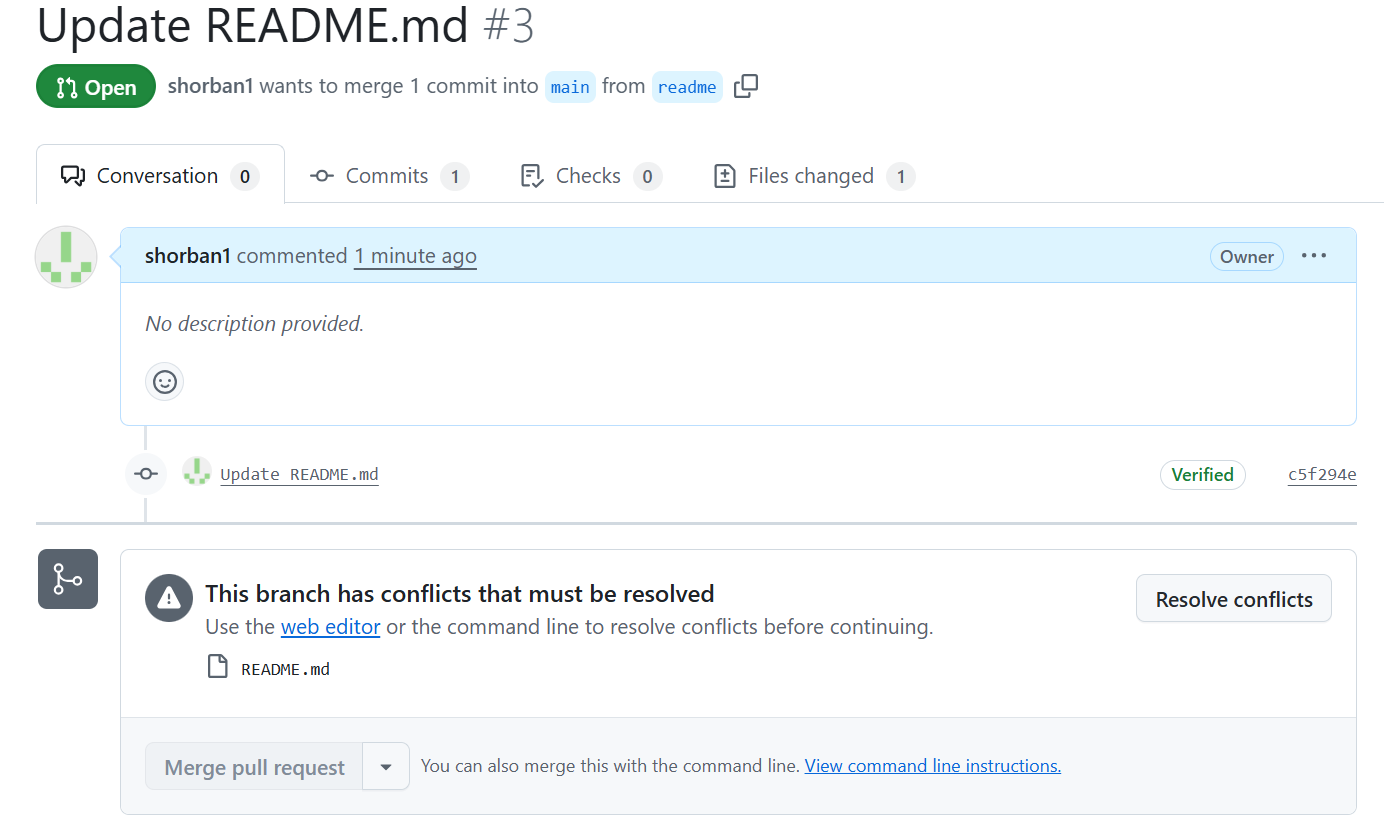 Update README.md #3
Open shorban1 wants to merge 1 commit into main from readme
Conversation 0 Commits 1 Checks 0 Files changed 1
shorban1 commented 1 minute ago Owner
No description provided.
Update README.md Verified c5f294e
This branch has conflicts that must be resolved
Resolve conflicts
Use the web editor or the command line to resolve conflicts before continuing.
README.md
Merge pull request You can also merge this with the command line. View command line instructions.